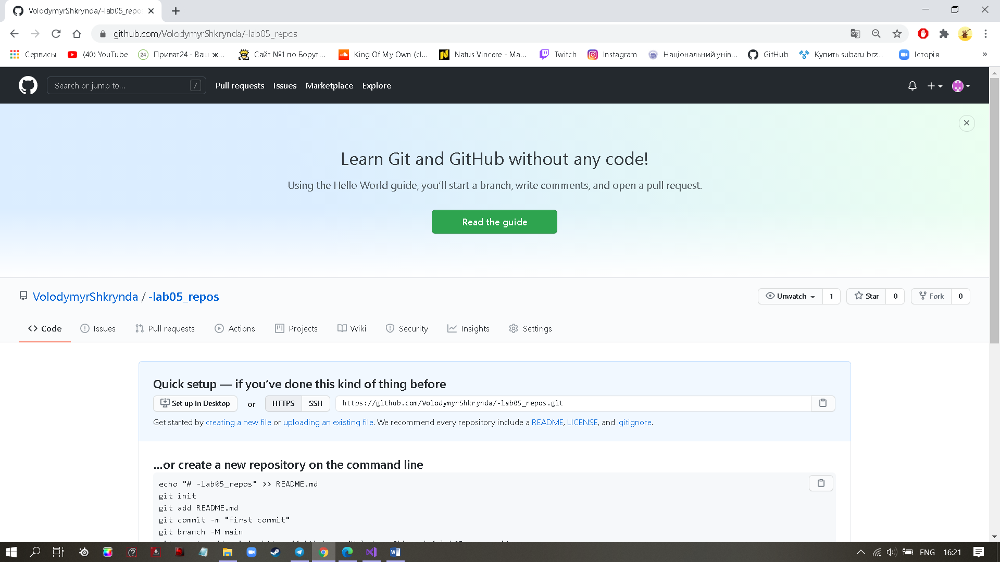 VolodymyrShkrynda/-lab05_repo
github.com/VolodymyrShkrynda/-lab05_repos
Сервисы (40) YouTube 24 Приват24 - Ваш ж... Сайт №1 по Борут... King Of My Own (cl... Natus Vincere - Ma... Twitch Instagram Національний унів... GitHub Купить subaru brz... Історія »
Search or jump to... / Pull requests Issues Marketplace Explore
Learn Git and GitHub without any code!
Using the Hello World guide, you’ll start a branch, write comments, and open a pull request.
Read the guide
VolodymyrShkrynda / -lab05_repos Unwatch 1 Star 0 Fork 0
Code Issues Pull requests Actions Projects Wiki Security Insights Settings
Quick setup — if you’ve done this kind of thing before
Set up in Desktop or HTTPS SSH https://github.com/VolodymyrShkrynda/-lab05_repos.git
Get started by creating a new file or uploading an existing file. We recommend every repository include a README, LICENSE, and .gitignore.
...or create a new repository on the command line
echo "# -lab05_repos" >> README.md
git init
git add README.md
git commit -m "first commit"
git branch -M main
ENG 16:21